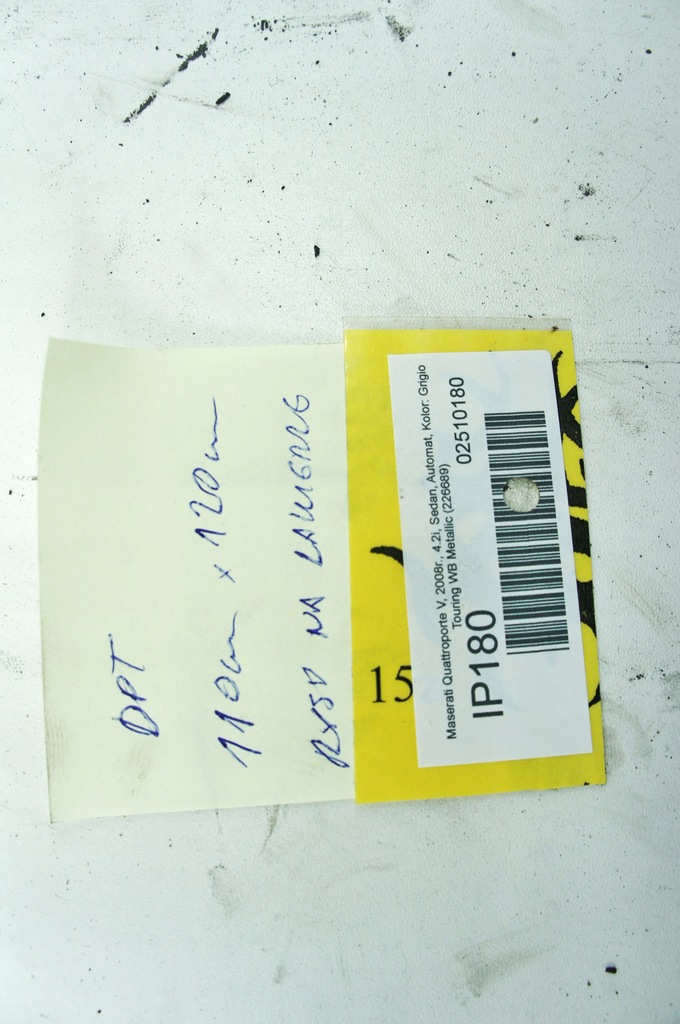 DPT
110cm x 120cm
NA
15
Maserati Quattroporte V, 2008r., 4.2i, Sedan, Automat, Kolor: Grigio
Touring WB Metallic (226689)
IP180
02510180